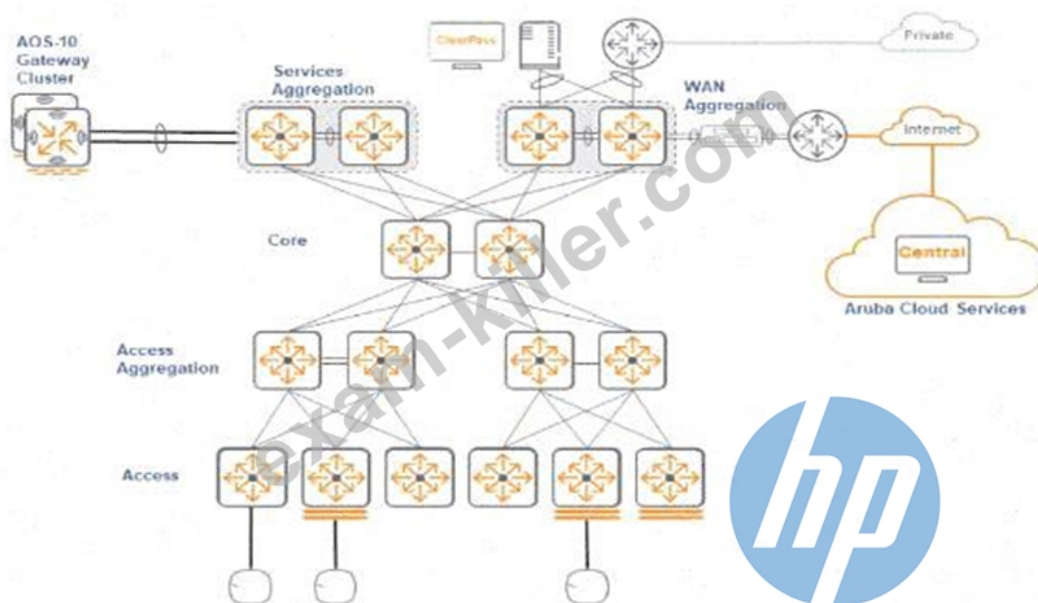 AOS-10
Gateway
Cluster
Services
Aggregation
ClearPass
Private
WAN
Aggregation
Internet
Core
Central
Aruba Cloud Services
Access
Aggregation
Access
exam-killer.com
hp